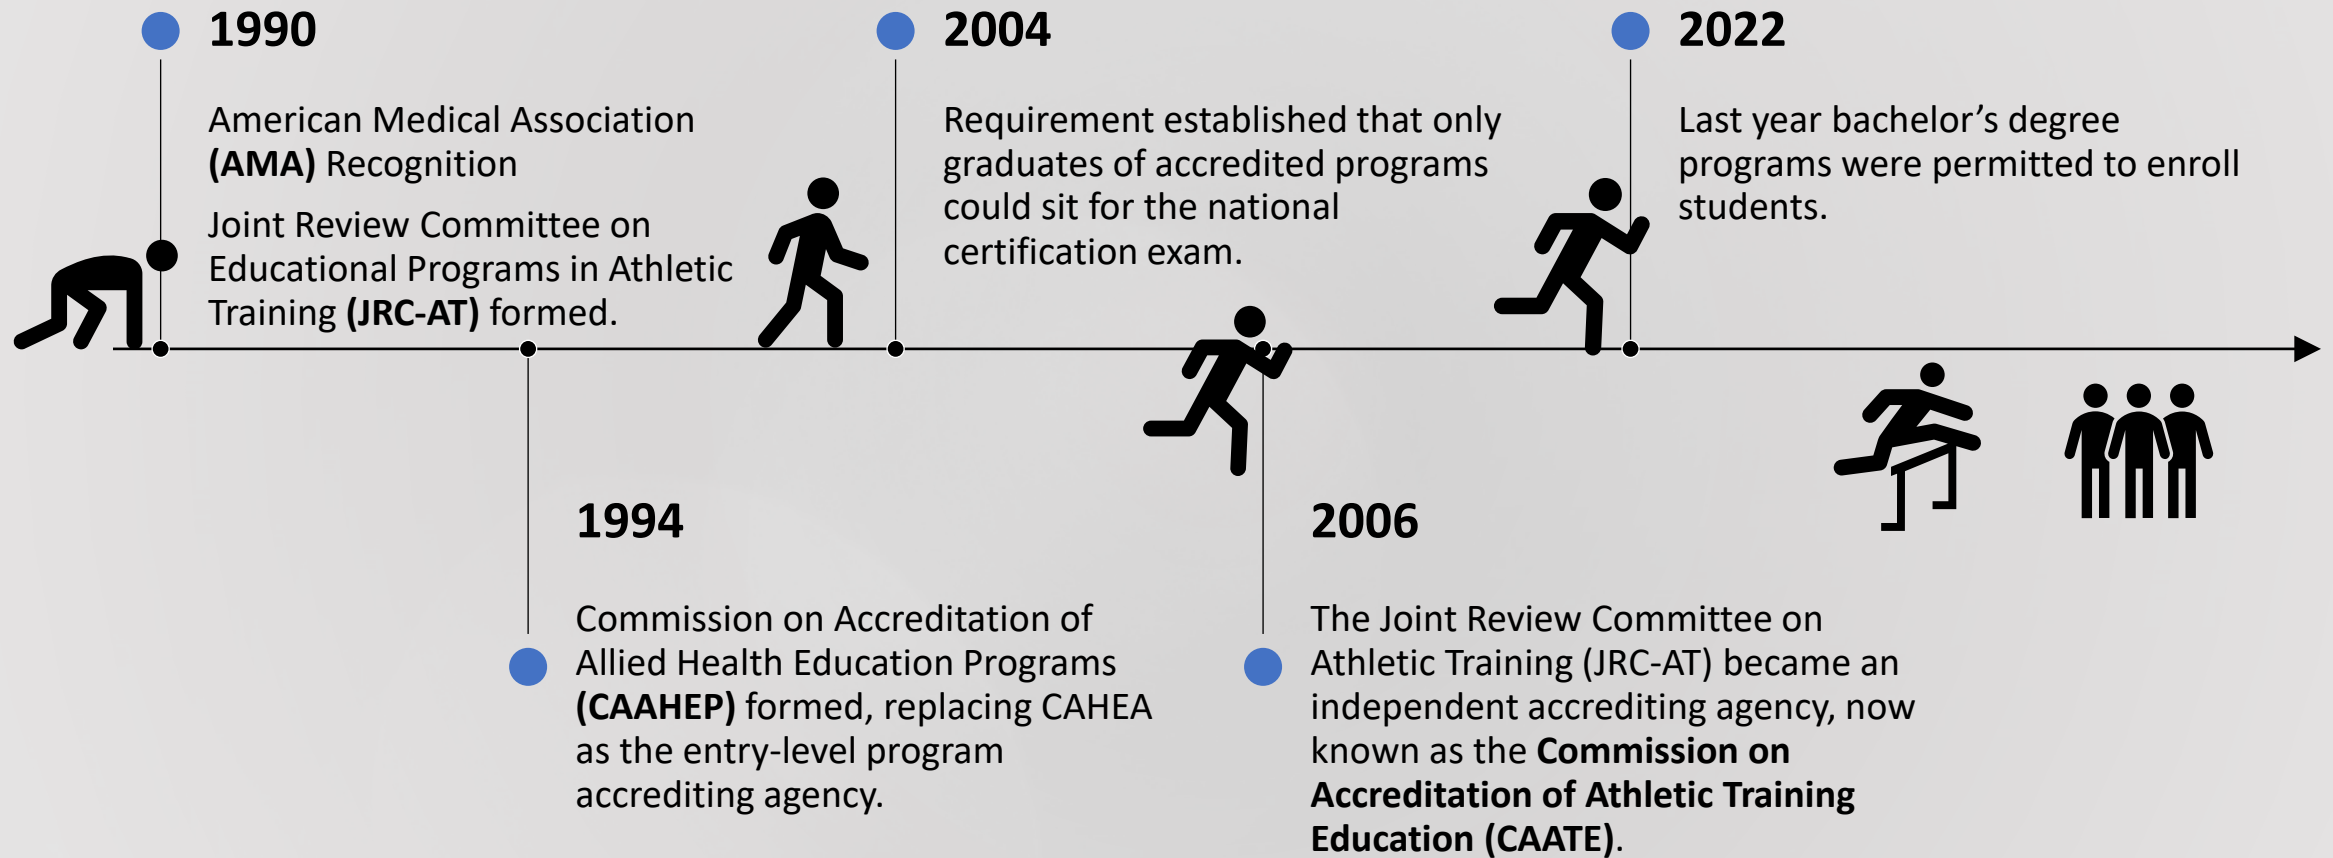 1990
American Medical Association
(AMA) Recognition
Joint Review Committee on
Educational Programs in Athletic
Training (JRC-AT) formed.
1994
Commission on Accreditation of
Allied Health Education Programs
(CAAHEP) formed, replacing CAHEA
as the entry-level program
accrediting agency.
2004
Requirement established that only
graduates of accredited programs
could sit for the national
certification exam.
2006
The Joint Review Committee on
Athletic Training (JRC-AT) became an
independent accrediting agency, now
known as the Commission on
Accreditation of Athletic Training
Education (CAATE).
2022
Last year bachelor’s degree
programs were permitted to enroll
students.